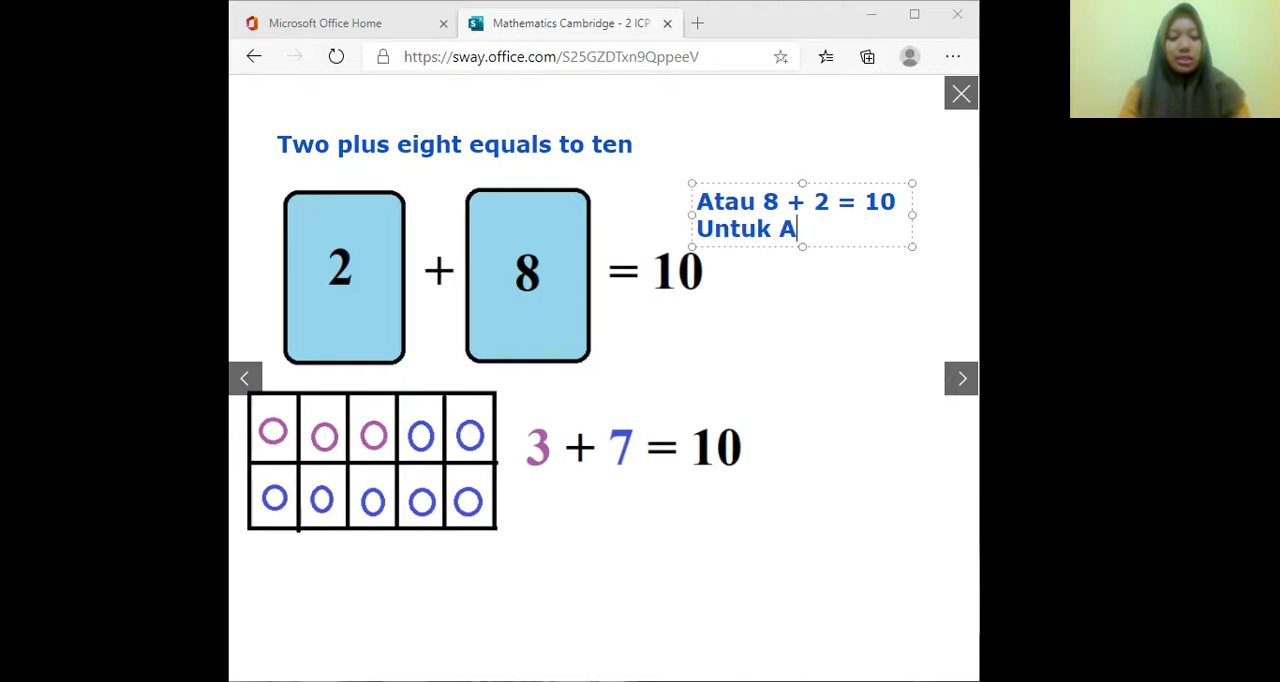 Microsoft Office Home
Mathematics Cambridge - 2 ICP
https://sway.office.com/S25GZDTxn9QppeeV
Two plus eight equals to ten
Atau 8 + 2 = 10
Untuk A
2 + 8 = 10
3 + 7 = 10